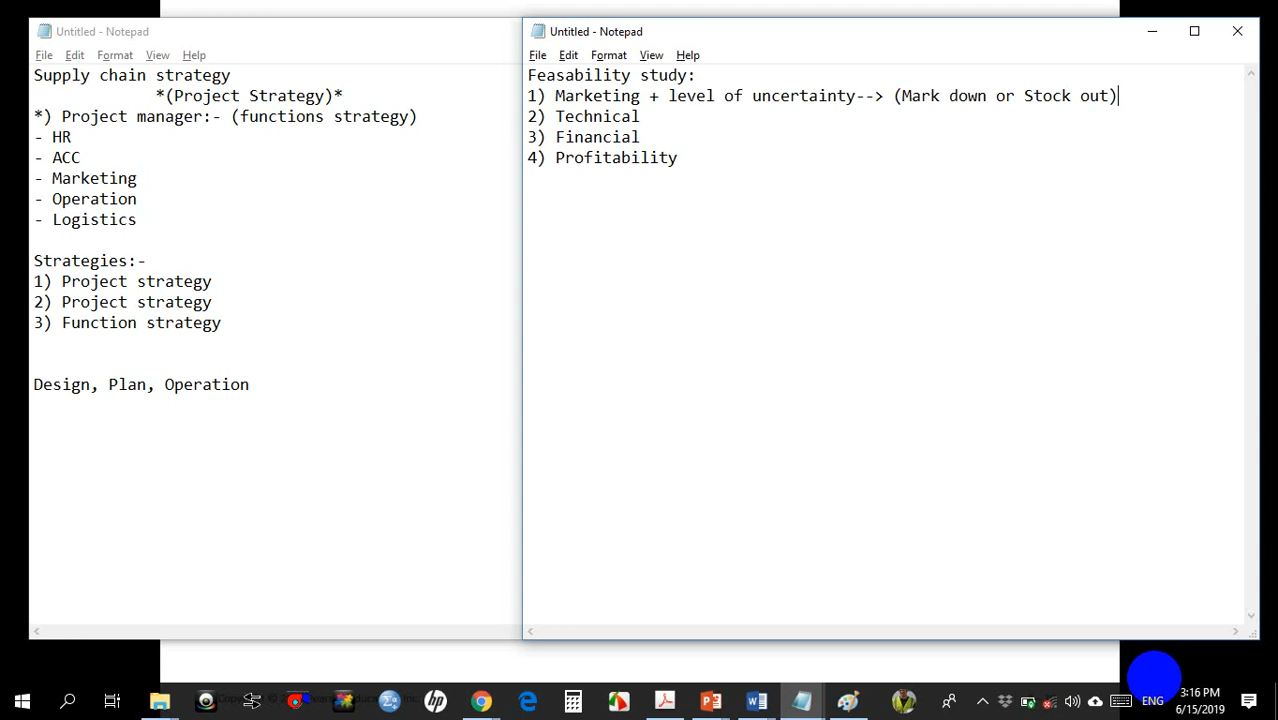 Untitled - Notepad
File Edit Format View Help
Supply chain strategy
*(Project Strategy)*
*) Project manager:- (functions strategy)
- HR
- ACC
- Marketing
- Operation
- Logistics
Strategies:-
1) Project strategy
2) Project strategy
3) Function strategy
Design, Plan, Operation
Untitled - Notepad
File Edit Format View Help
Feasability study:
1) Marketing + level of uncertainty--> (Mark down or Stock out)
2) Technical
3) Financial
4) Profitability
ENG
3:16 PM
6/15/2019